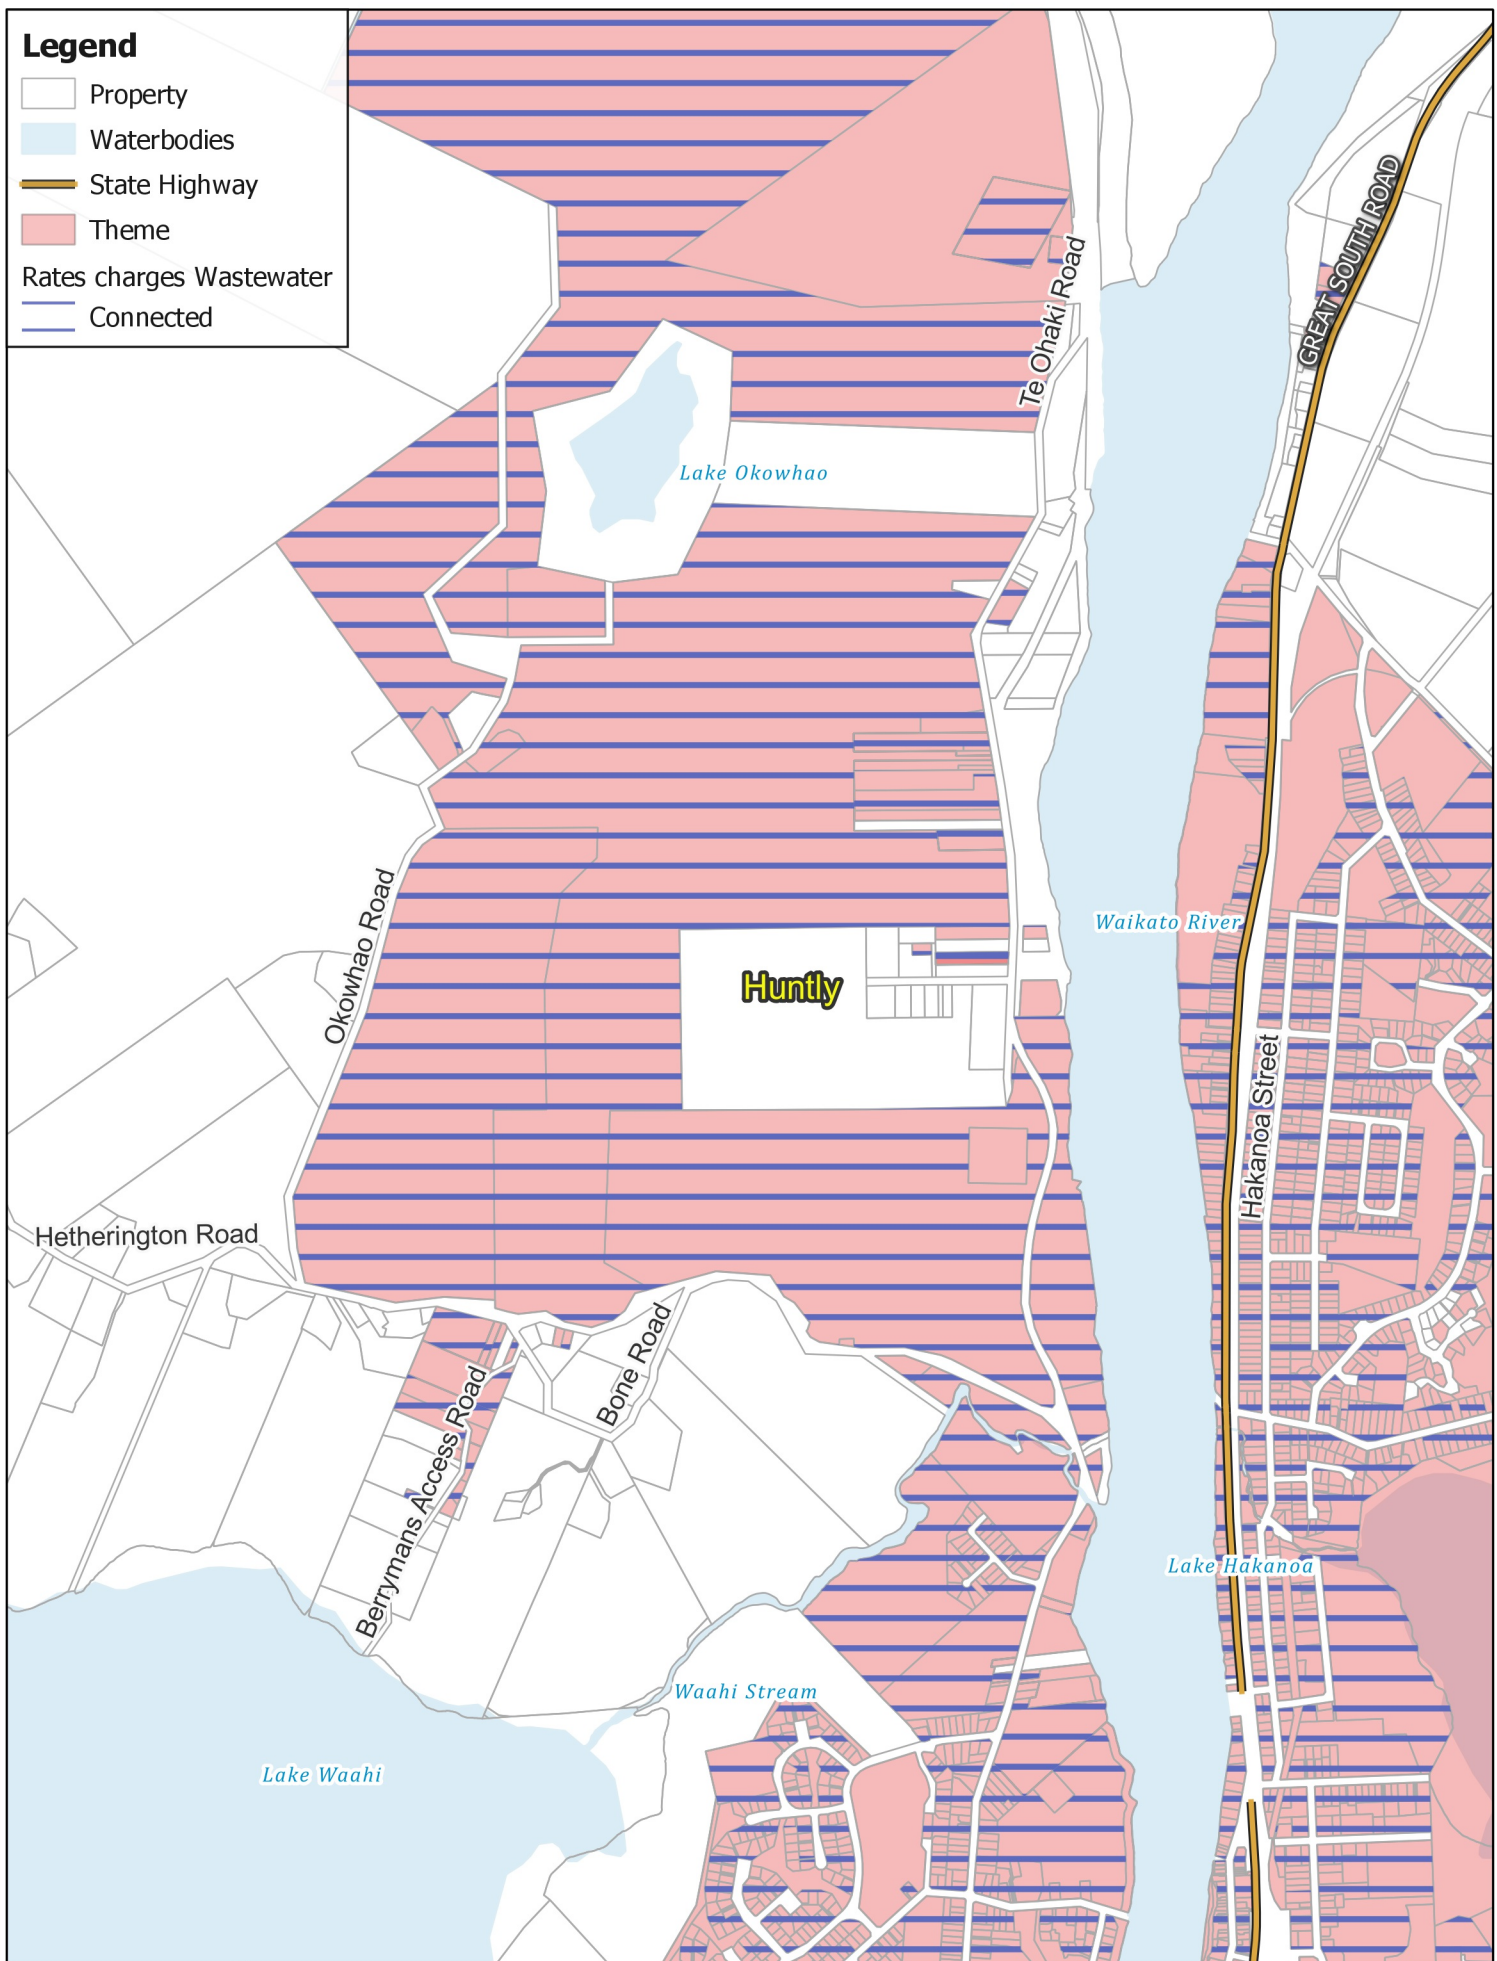 Legend
Property
Waterbodies
State Highway
Theme
Rates charges Wastewater
Connected
GREAT SOUTH ROAD
Te Ohaki Road
Lake Okowhao
Waikato River
Okowhao Road
Huntly
Hakanoa Street
Hetherington Road
Bone Road
Berrymans Access Road
Lake Hakanoa
Waahi Stream
Lake Waahi